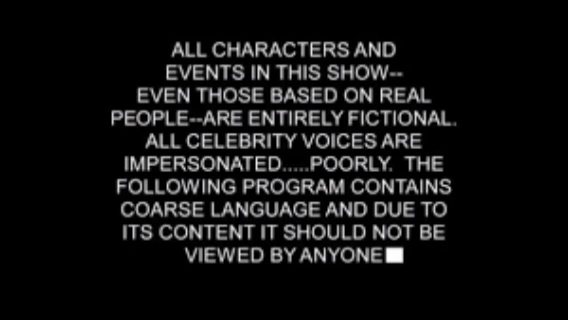 ALL CHARACTERS AND
EVENTS IN THIS SHOW--
EVEN THOSE BASED ON REAL
PEOPLE--ARE ENTIRELY FICTIONAL.
ALL CELEBRITY VOICES ARE
IMPERSONATED.....POORLY. THE
FOLLOWING PROGRAM CONTAINS
COARSE LANGUAGE AND DUE TO
ITS CONTENT IT SHOULD NOT BE
VIEWED BY ANYONE